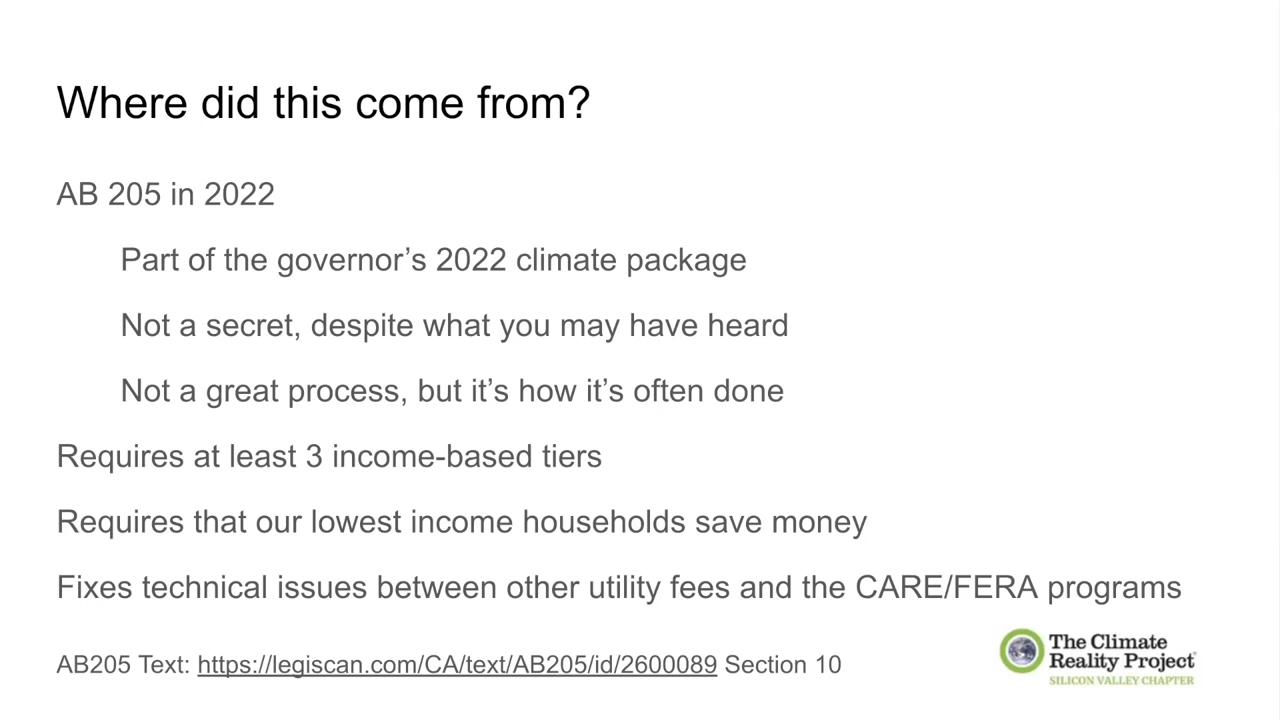 Where did this come from?
AB 205 in 2022
Part of the governor’s 2022 climate package
Not a secret, despite what you may have heard
Not a great process, but it’s how it’s often done
Requires at least 3 income-based tiers
Requires that our lowest income households save money
Fixes technical issues between other utility fees and the CARE/FERA programs
AB205 Text: https://legiscan.com/CA/text/AB205/id/2600089 Section 10
The Climate
Reality Project
SILICON VALLEY CHAPTER